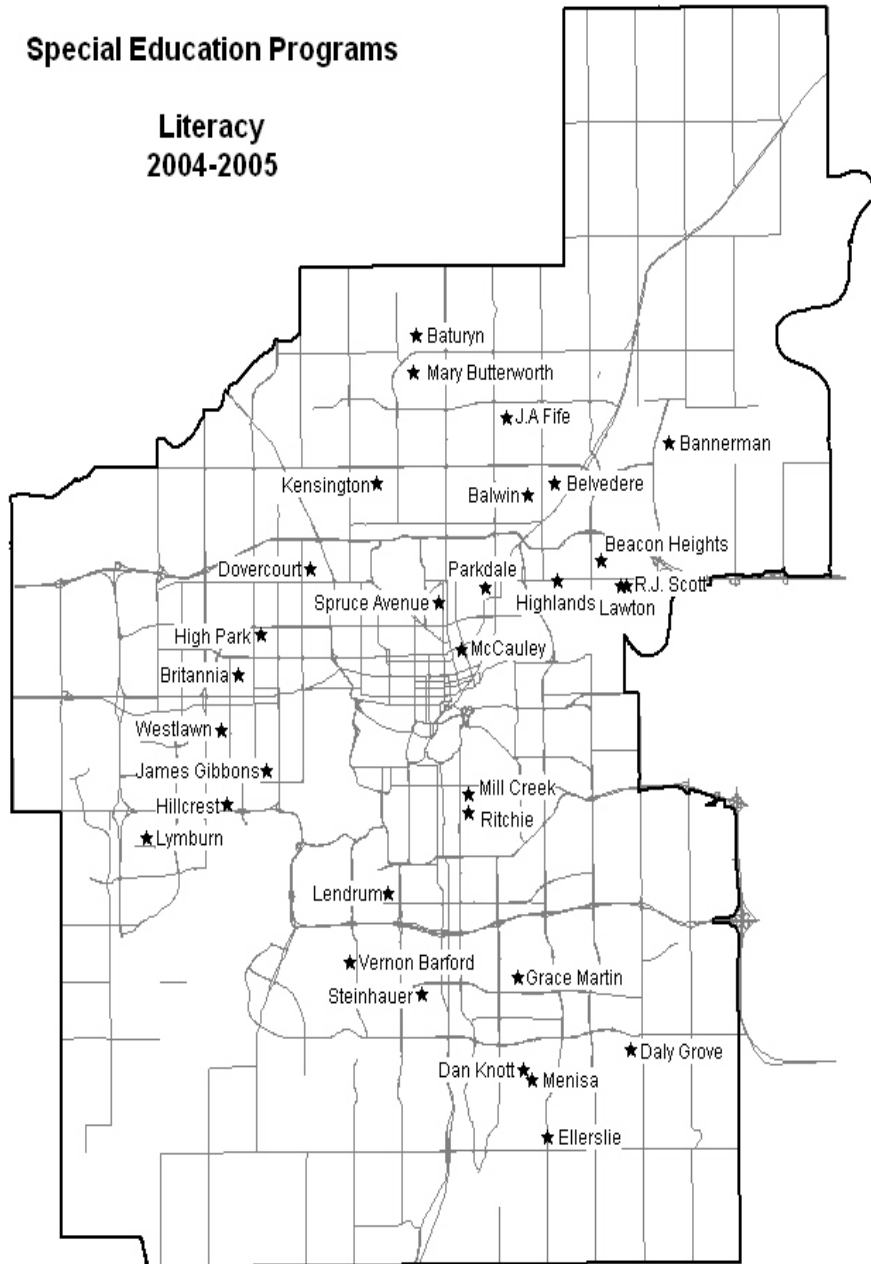 Special Education Programs
Literacy
2004-2005
Baturyn
Mary Butterworth
J.A Fife
Bannerman
Kensington
Belvedere
Balwin
Beacon Heights
Dovercourt
Parkdale
Highlands
R.J. Scott
Spruce Avenue
Lawton
High Park
McCauley
Britannia
Westlawn
James Gibbons
Mill Creek
Hillcrest
Ritchie
Lymburn
Lendrum
Vernon Barford
Grace Martin
Steinhauer
Daly Grove
Dan Knott
Menisa
Ellerslie